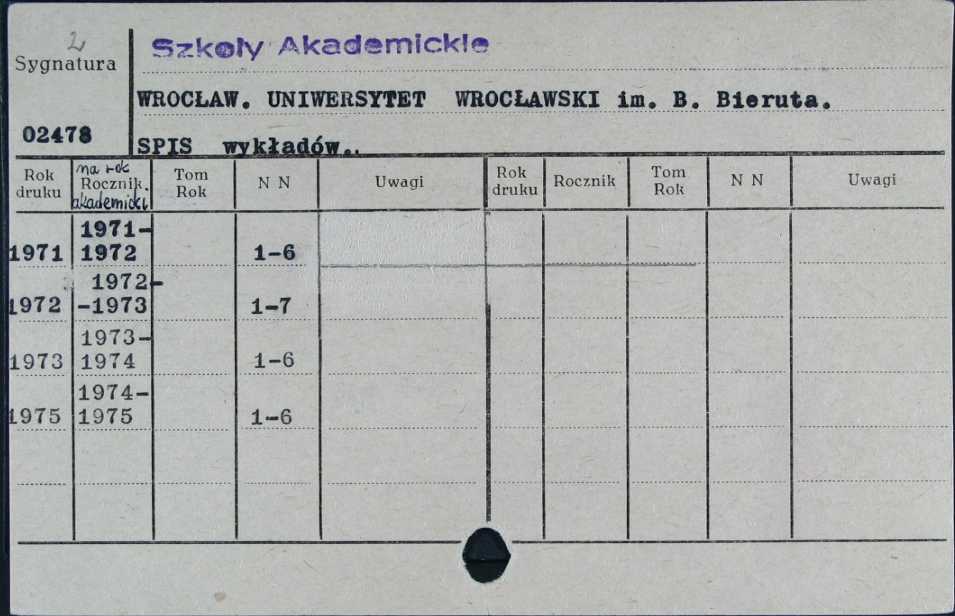 2
Szkoły Akademickie
Sygnatura
WROCŁAW. UNIWERSYTET WROCŁAWSKI im. B. Bieruta.
02478
SPIS wykładów..
Rok druku na rok Rocznik. akademicki Tom Rok N N Uwagi Rok druku Rocznik Tom Rok N N Uwagi
1971-
1971 1972 1-6
1972-
1972 -1973 1-7
1973-
1973 1974 1-6
1974-
1975 1975 1-6